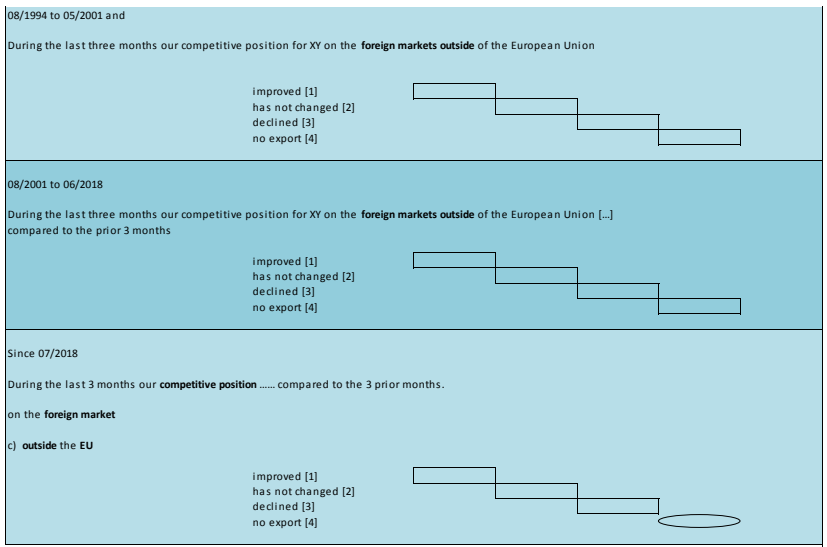 08/1994 to 05/2001 and
During the last three months our competitive position for XY on the foreign markets outside of the European Union
improved [1]
has not changed [2]
declined [3]
no export [4]
08/2001 to 06/2018
During the last three months our competitive position for XY on the foreign markets outside of the European Union [...]
compared to the prior 3 months
improved [1]
has not changed [2]
declined [3]
no export [4]
Since 07/2018
During the last 3 months our competitive position ...... compared to the 3 prior months.
on the foreign market
c) outside the EU
improved [1]
has not changed [2]
declined [3]
no export [4]